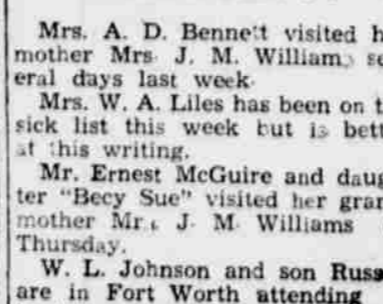 Mrs. A. D. Bennett visited h
mother Mrs. J. M. Williams se
eral days last week.
Mrs. W. A. Liles has been on t
sick list this week but is bett
at this writing.
Mr. Ernest McGuire and daug
ter "Becy Sue" visited her gran
mother Mrs. J. M. Williams
Thursday.
W. L. Johnson and son Russ
are in Fort Worth attending